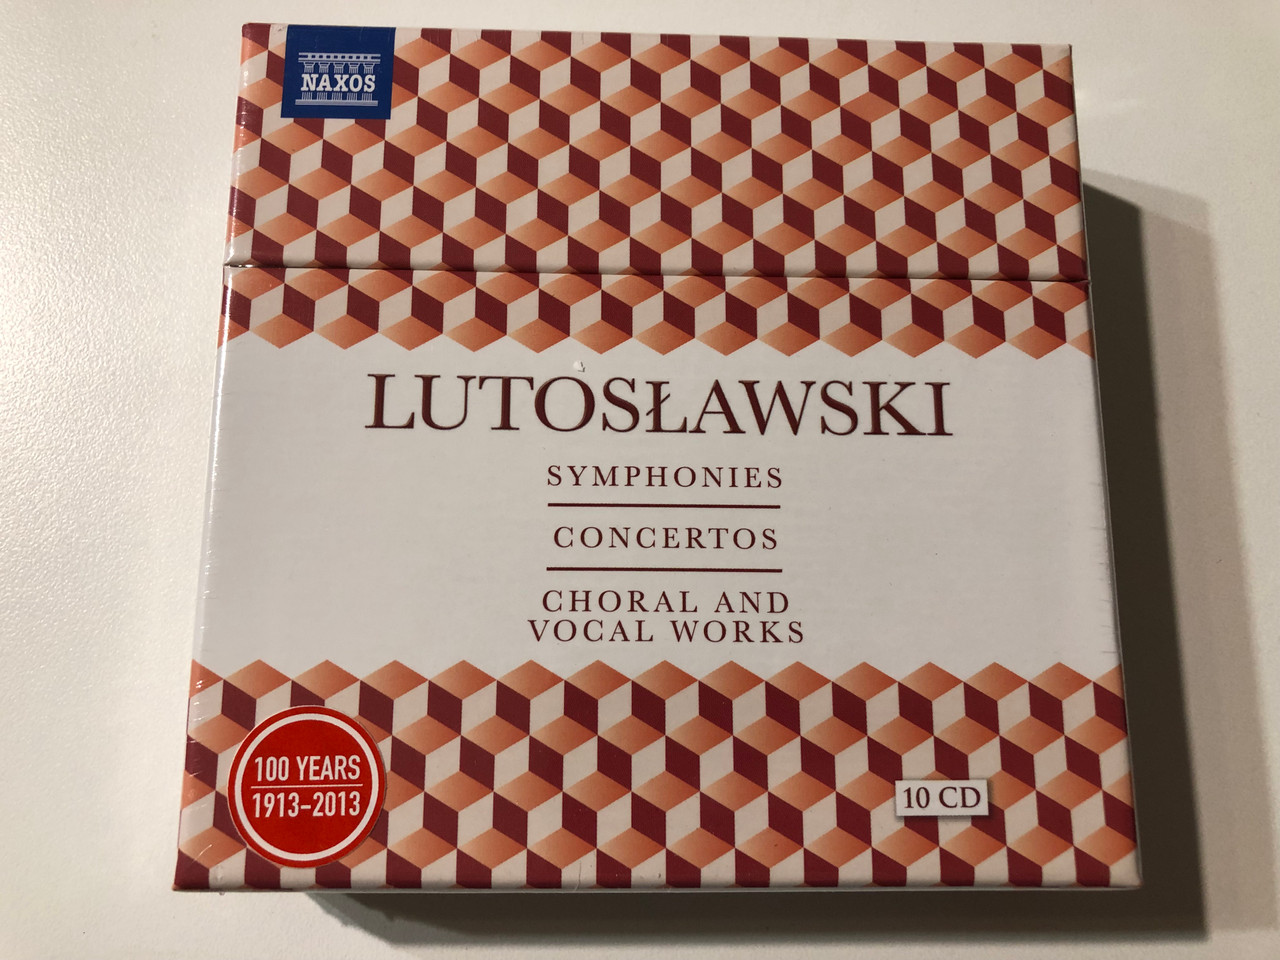 NAXOS
LUTOSŁAWSKI
SYMPHONIES
CONCERTOS
CHORAL AND
VOCAL WORKS
100 YEARS
1913–2013
10 CD